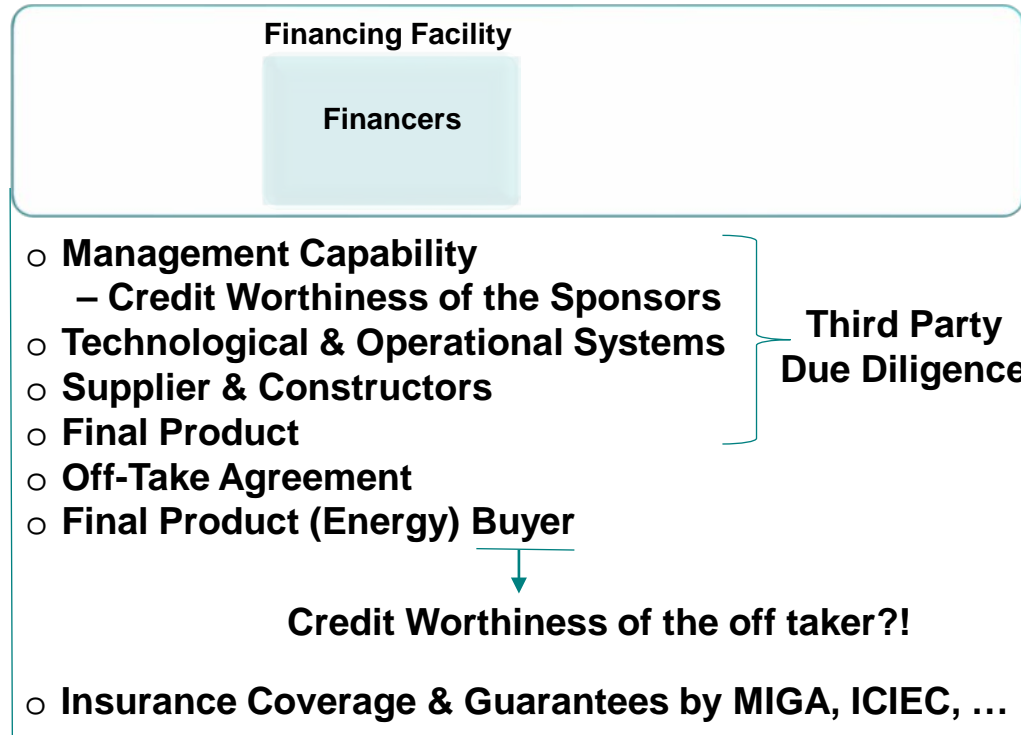 Financing Facility
Financers
o Management Capability
– Credit Worthiness of the Sponsors
o Technological & Operational Systems
o Supplier & Constructors
o Final Product
Third Party
Due Diligence
o Off-Take Agreement
o Final Product (Energy) Buyer
Credit Worthiness of the off taker?!
o Insurance Coverage & Guarantees by MIGA, ICIEC, …